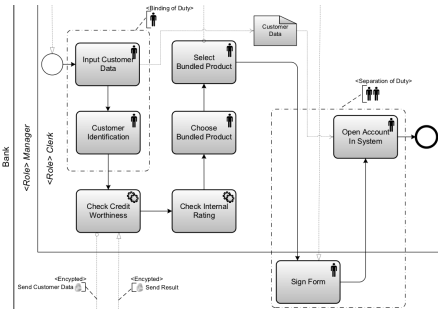 <Binding of Duty>
Customer
Data
Input Customer
Data
Select
Bundled Product
<Separation of Duty>
Customer
Identification
Choose
Bundled Product
Open Account
In System
Bank
<Role> Manager
<Role> Clerk
Check Credit
Worthiness
Check Internal
Rating
<Encypted>
Send Customer Data
<Encypted>
Send Result
Sign Form